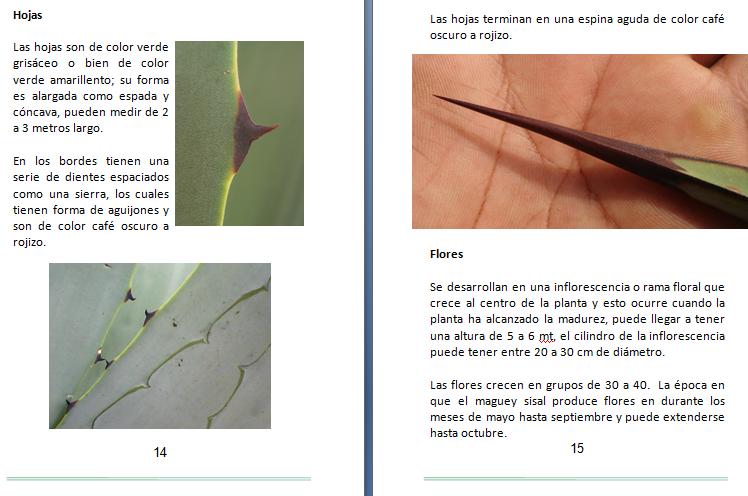 Hojas
Las hojas son de color verde
grisáceo o bien de color
verde amarillento; su forma
es alargada como espada y
cóncava, pueden medir de 2
a 3 metros largo.
En los bordes tienen una
serie de dientes espaciados
como una sierra, los cuales
tienen forma de aguijones y
son de color café oscuro a
rojizo.
14
Las hojas terminan en una espina aguda de color café
oscuro a rojizo.
Flores
Se desarrollan en una inflorescencia o rama floral que
crece al centro de la planta y esto ocurre cuando la
planta ha alcanzado la madurez, puede llegar a tener
una altura de 5 a 6 mt, el cilindro de la inflorescencia
puede tener entre 20 a 30 cm de diámetro.
Las flores crecen en grupos de 30 a 40. La época en
que el maguey sisal produce flores en durante los
meses de mayo hasta septiembre y puede extenderse
hasta octubre.
15